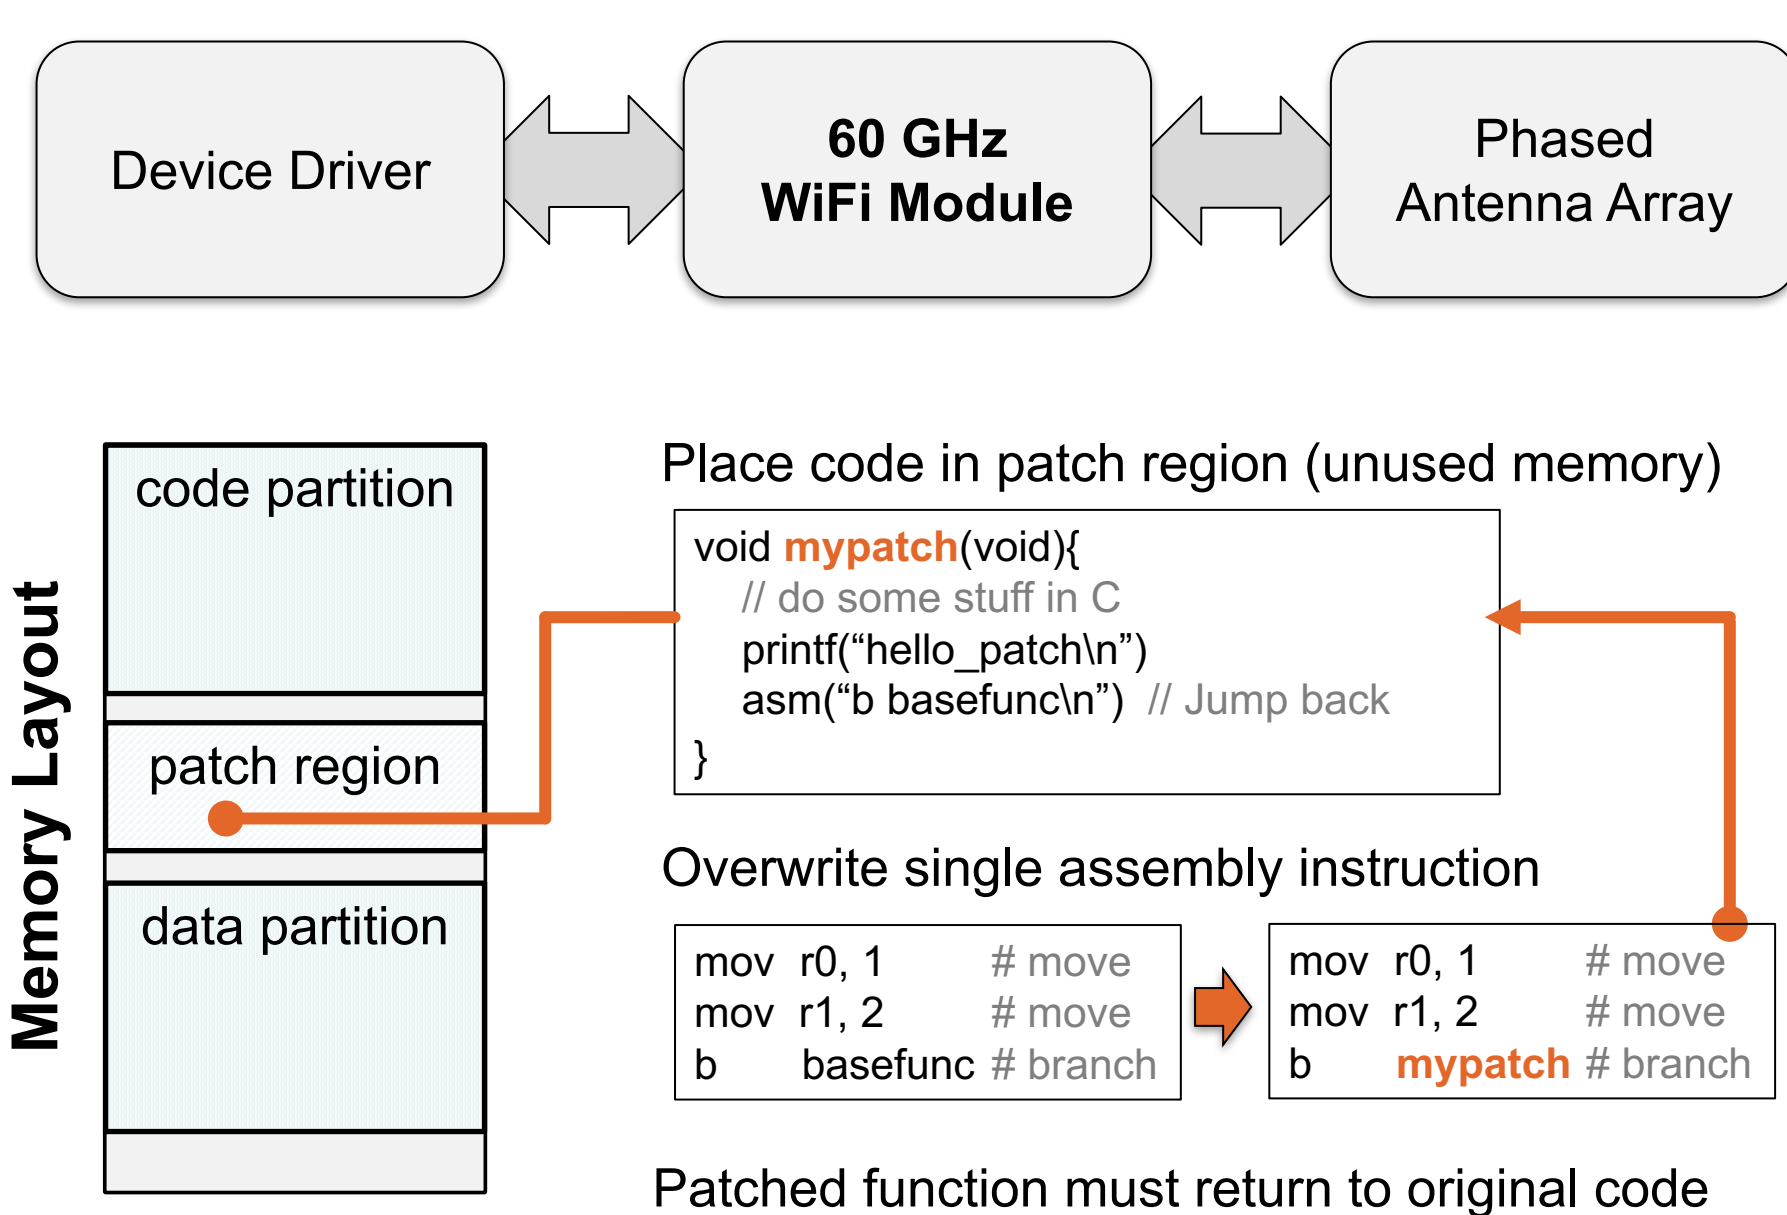 Device Driver
60 GHz
WiFi Module
Phased
Antenna Array
Memory Layout
code partition
patch region
data partition
Place code in patch region (unused memory)
void mypatch(void){
// do some stuff in C
printf(“hello_patch\n”)
asm(“b basefunc\n”) // Jump back
}
Overwrite single assembly instruction
mov r0, 1 # move
mov r1, 2 # move
b basefunc # branch
mov r0, 1 # move
mov r1, 2 # move
b mypatch # branch
Patched function must return to original code